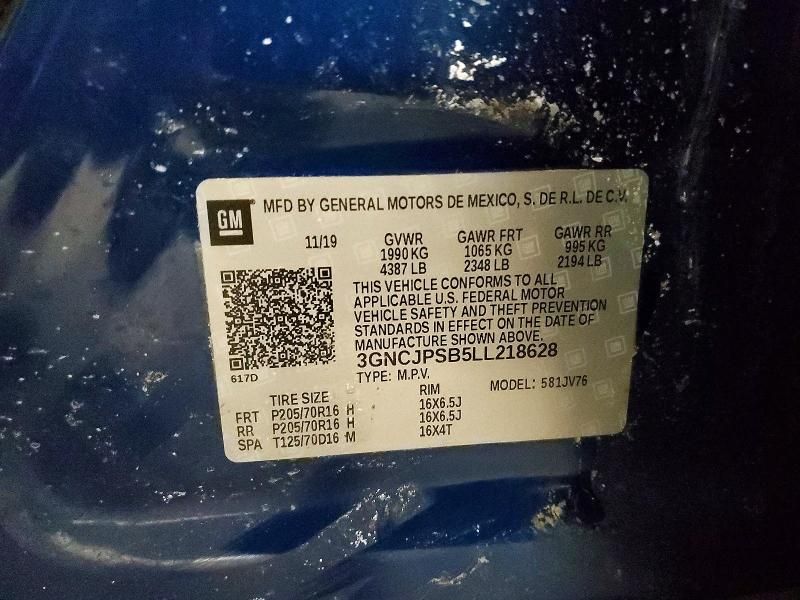 GM MFD BY GENERAL MOTORS DE MEXICO, S. DE R.L. DE C.V.
11/19 GVWR GAWR FRT GAWR RR
1990 KG 1065 KG 995 KG
4387 LB 2348 LB 2194 LB
THIS VEHICLE CONFORMS TO ALL
APPLICABLE U.S. FEDERAL MOTOR
VEHICLE SAFETY AND THEFT PREVENTION
STANDARDS IN EFFECT ON THE DATE OF
MANUFACTURE SHOWN ABOVE.
3GNCJPSB5LL218628
617D
TYPE: M.P.V. MODEL: 581JV76
TIRE SIZE RIM
FRT P205/70R16 H 16X6.5J
RR P205/70R16 H 16X6.5J
SPA T125/70D16 M 16X4T